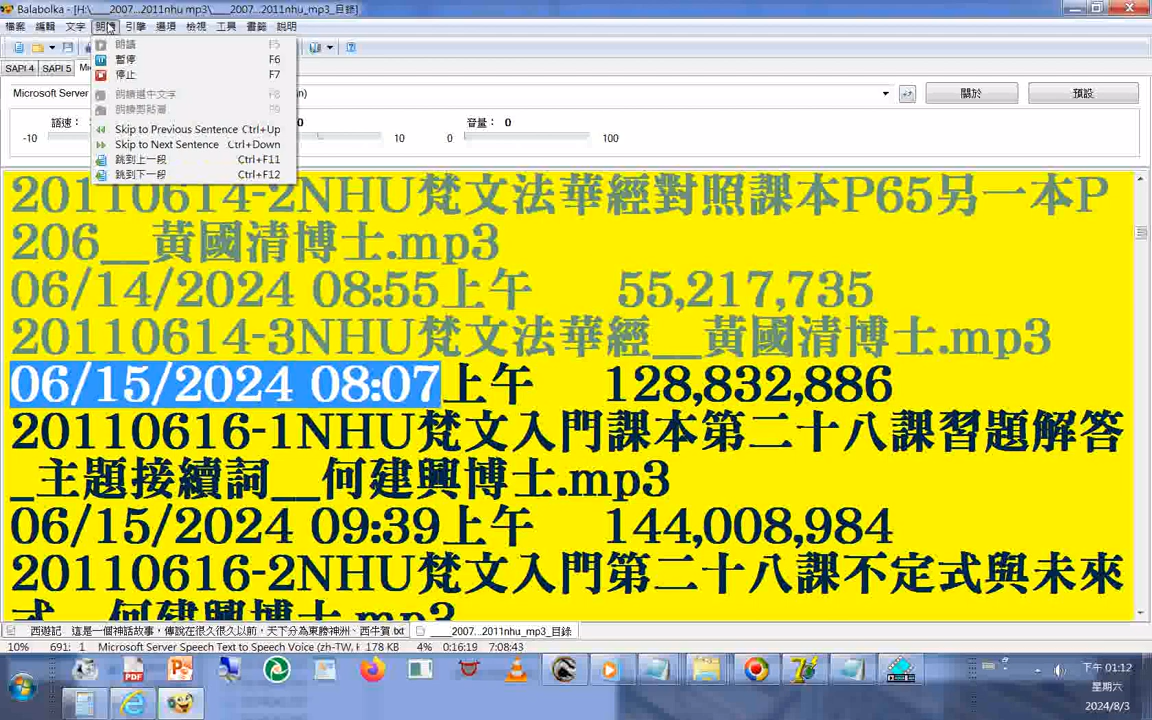 Balabolka - [H:\____2007...2011nhu mp3\____2007...2011nhu_mp3_目錄]
檔案 編輯 文字 朗讀 引擎 選項 檢視 工具 書籤 說明
朗讀 F5
暫停 F6
停止 F7
朗讀選中文字 F8
朗讀剪貼簿 F9
Skip to Previous Sentence Ctrl+Up
Skip to Next Sentence Ctrl+Down
跳到上一段 Ctrl+F11
跳到下一段 Ctrl+F12
SAPI 4 SAPI 5
Microsoft Server
關於 預設
語速: 音量: 0
-10 10 0 100
20110614-2NHU梵文法華經對照課本P65另一本P
206__黃國清博士.mp3
06/14/2024 08:55上午 55,217,735
20110614-3NHU梵文法華經__黃國清博士.mp3
06/15/2024 08:07上午 128,832,886
20110616-1NHU梵文入門課本第二十八課習題解答
_主題接續詞__何建興博士.mp3
06/15/2024 09:39上午 144,008,984
20110616-2NHU梵文入門第二十八課不定式與未來
式__何建興博士.mp3
西遊記 這是一個神話故事，傳說在很久很久以前，天下分為東勝神洲、西牛賀.txt ____2007...2011nhu_mp3_目錄
10% 691: 1 Microsoft Server Speech Text to Speech Voice (zh-TW, 178 KB 4% 0:16:19 7:08:43
下午 01:12
星期六
2024/8/3